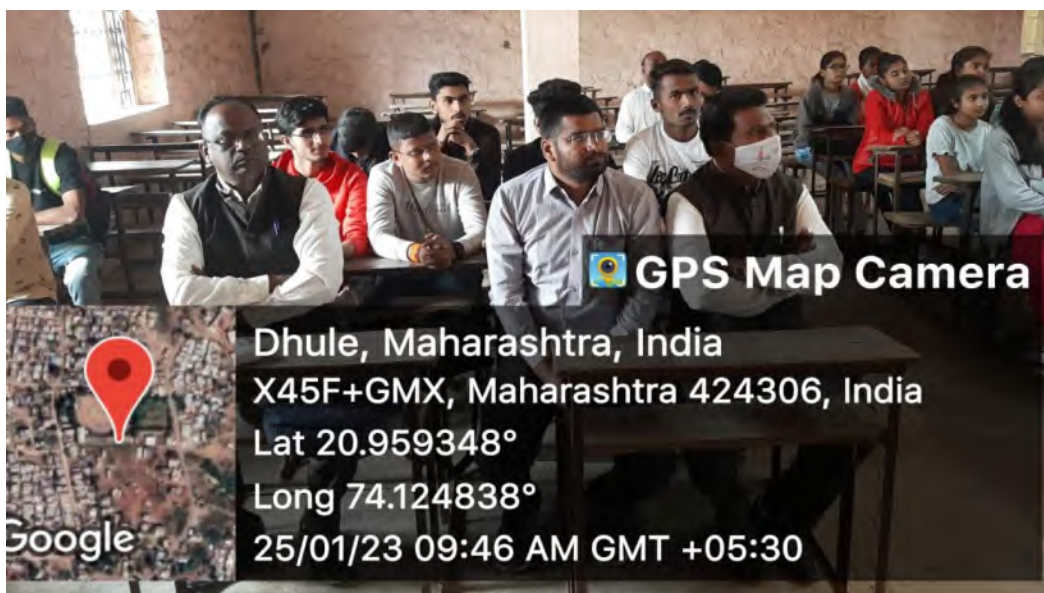 GPS Map Camera
Dhule, Maharashtra, India
X45F+GMX, Maharashtra 424306, India
Lat 20.959348°
Long 74.124838°
25/01/23 09:46 AM GMT +05:30
Google